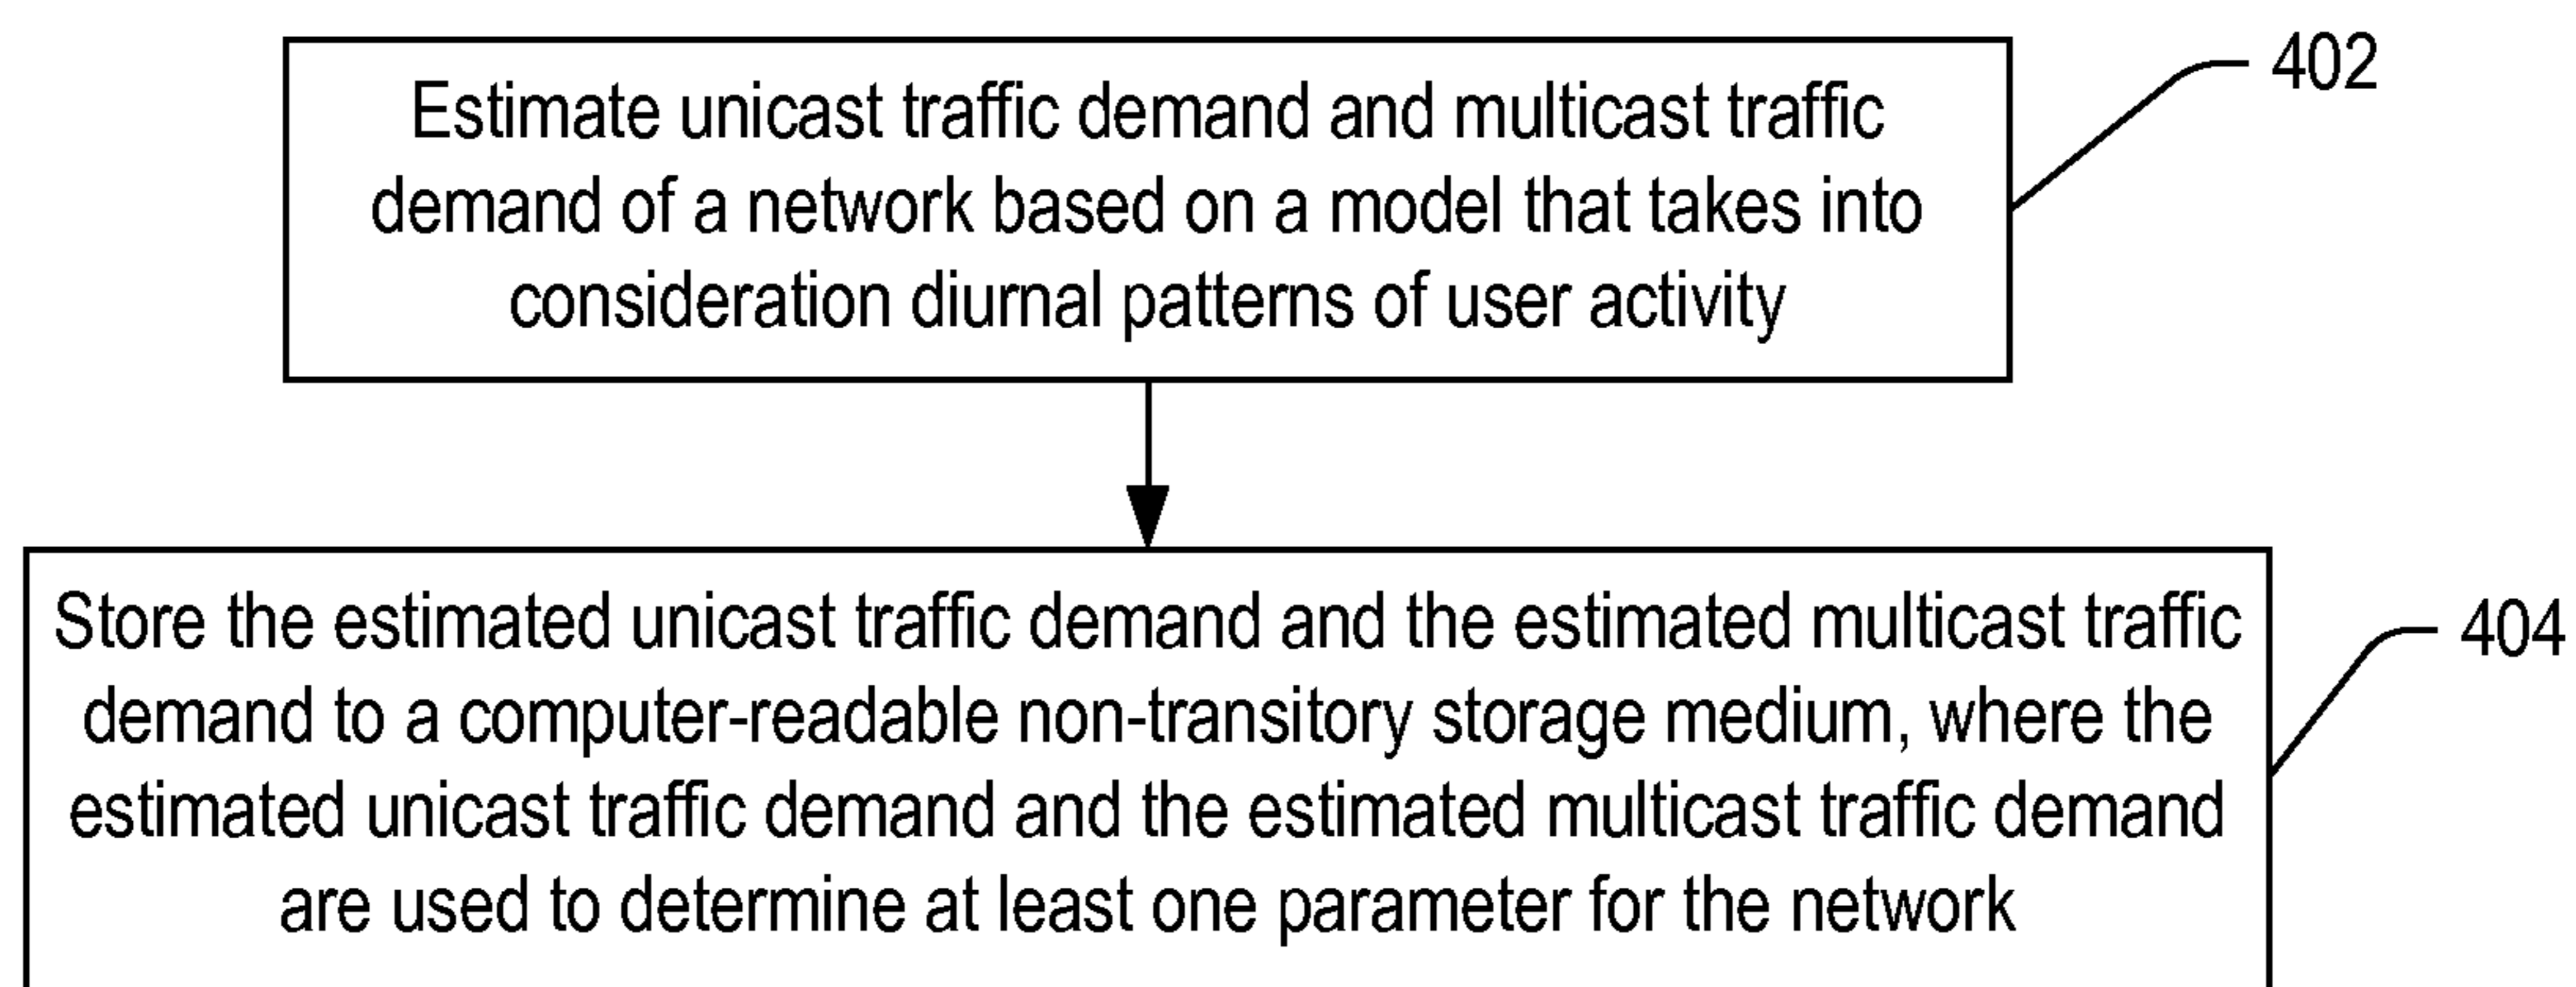 Estimate unicast traffic demand and multicast traffic
demand of a network based on a model that takes into
consideration diurnal patterns of user activity
402
Store the estimated unicast traffic demand and the estimated multicast traffic
demand to a computer-readable non-transitory storage medium, where the
estimated unicast traffic demand and the estimated multicast traffic demand
are used to determine at least one parameter for the network
404